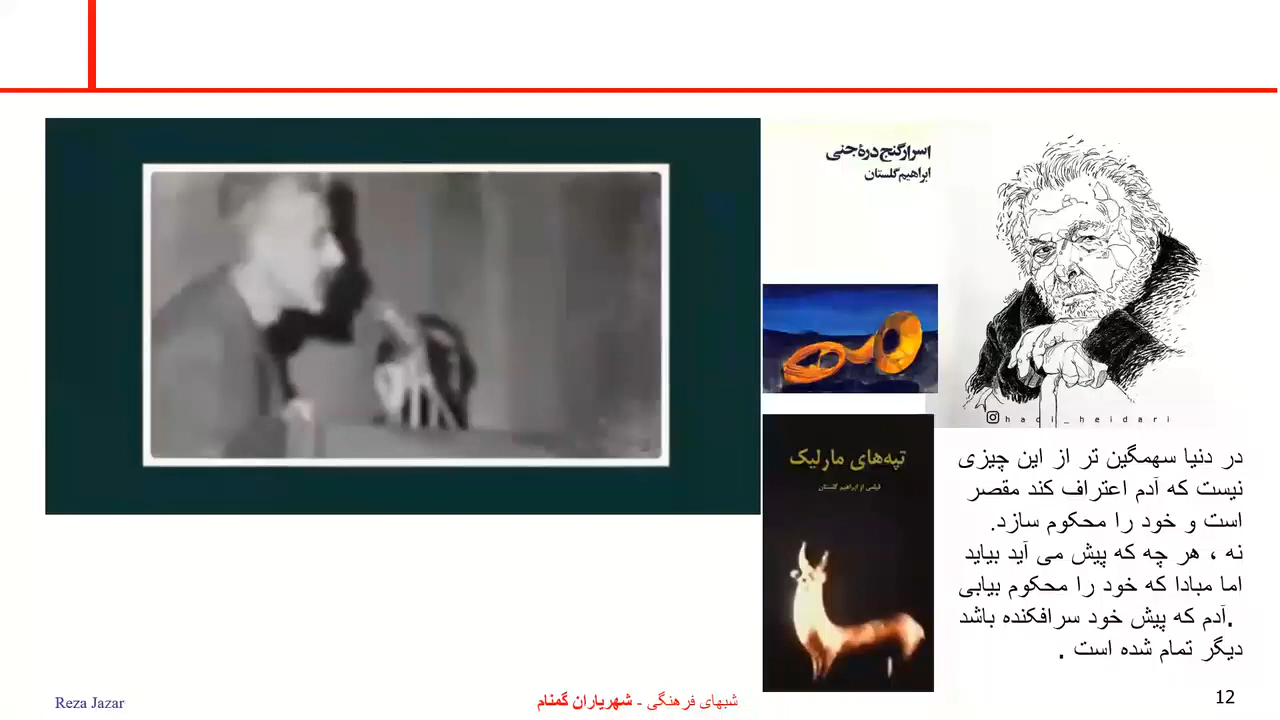 اسرار گنج دره جنی
ابراهیم گلستان
hadi_heidari
تپه‌های مارلیک
فیلمی از ابراهیم گلستان
در دنیا سهمگین تر از این چیزی
نیست که آدم اعتراف کند مقصر
است و خود را محکوم سازد.
نه ، هر چه که پیش می آید بیاید
اما مبادا که خود را محکوم بیابی
.آدم که پیش خود سرافکنده باشد
دیگر تمام شده است .
Reza Jazar
شبهای فرهنگی - شهریاران گمنام
12